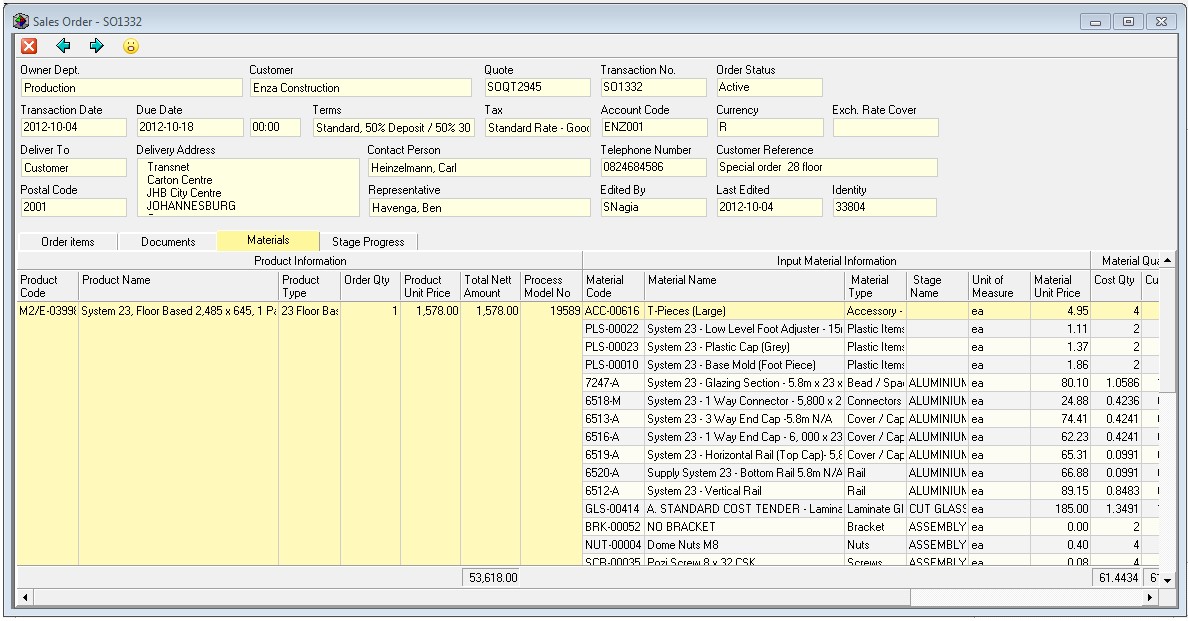 Sales Order - SO1332
Owner Dept. Customer Quote Transaction No. Order Status
Production Enza Construction SOQT2945 SO1332 Active
Transaction Date Due Date Terms Tax Account Code Currency Exch. Rate Cover
2012-10-04 2012-10-18 00:00 Standard, 50% Deposit / 50% 30 Standard Rate - Good ENZ001 R
Deliver To Delivery Address Contact Person Telephone Number Customer Reference
Customer Transnet Heinzelmann, Carl 0824684586 Special order 28 floor
Carton Centre
Postal Code JHB City Centre Representative Edited By Last Edited Identity
2001 JOHANNESBURG Havenga, Ben SNagia 2012-10-04 33804
Order items Documents Materials Stage Progress
Product Information Input Material Information Material Qua
Product Code Product Name Product Type Order Qty Product Unit Price Total Nett Amount Process Model No Material Code Material Name Material Type Stage Name Unit of Measure Material Unit Price Cost Qty Cu
M2/E-03998 System 23, Floor Based 2,485 x 645, 1 Pa 23 Floor Bas 1 1,578.00 1,578.00 19589 ACC-00616 T-Pieces (Large) Accessory - ea 4.95 4
PLS-00022 System 23 - Low Level Foot Adjuster - 15 Plastic Items ea 1.11 2
PLS-00023 System 23 - Plastic Cap (Grey) Plastic Items ea 1.37 2
PLS-00010 System 23 - Base Mold (Foot Piece) Plastic Items ea 1.86 2
7247-A System 23 - Glazing Section - 5.8m x 23 x Bead / Spac ALUMINIUM ea 80.10 1.0586
6518-M System 23 - 1 Way Connector - 5,800 x 2 Connectors ALUMINIUM ea 24.88 0.4236
6513-A System 23 - 3 Way End Cap -5.8m N/A Cover / Cap ALUMINIUM ea 74.41 0.4241
6516-A System 23 - 1 Way End Cap - 6, 000 x 23 Cover / Cap ALUMINIUM ea 62.23 0.4241
6519-A System 23 - Horizontal Rail (Top Cap)- 5,8 Cover / Cap ALUMINIUM ea 65.31 0.0991
6520-A Supply System 23 - Bottom Rail 5.8m N/A Rail ALUMINIUM ea 66.88 0.0991
6512-A System 23 - Vertical Rail Rail ALUMINIUM ea 89.15 0.8483
GLS-00414 A. STANDARD COST TENDER - Lamina Laminate Gl CUT GLASS ea 185.00 1.3491
BRK-00052 NO BRACKET Bracket ASSEMBLY ea 0.00 2
NUT-00004 Dome Nuts M8 Nuts ASSEMBLY ea 0.40 4
SCR-00035 Pozi Screw 8 x 32 CSK Screws ASSEMBLY ea 0.08 4
53,618.00 61.4434